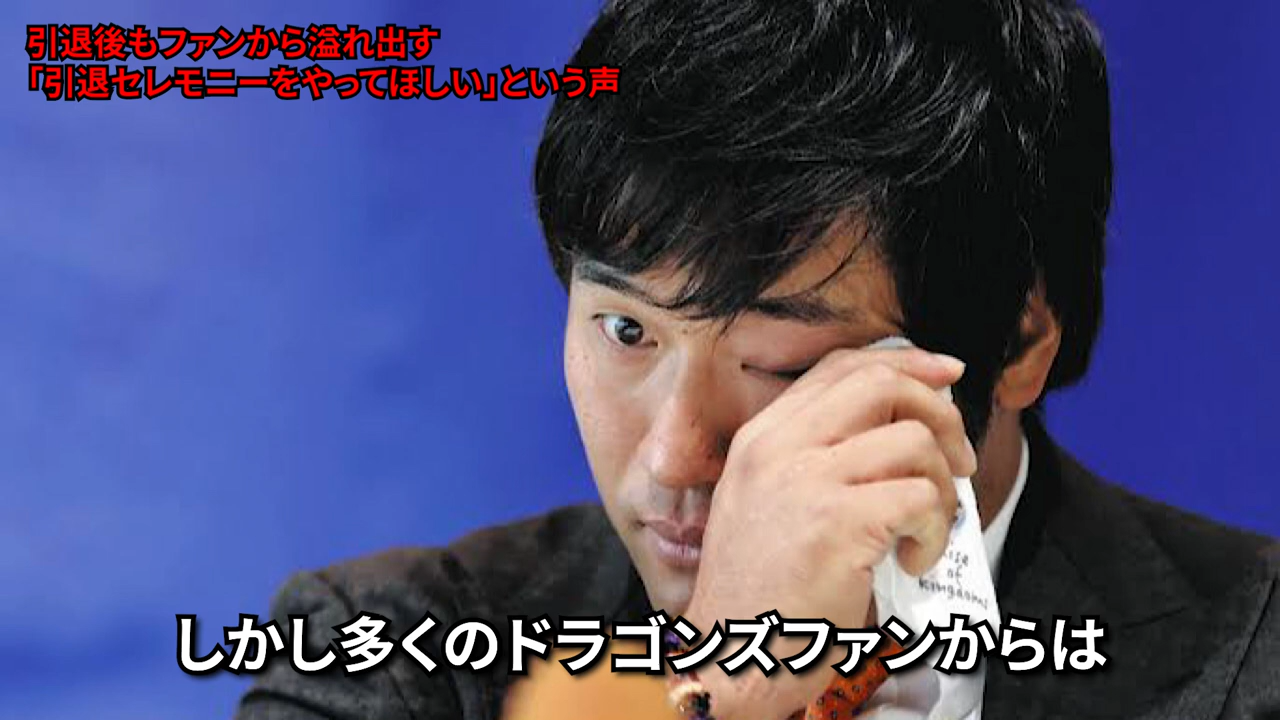 引退後もファンから溢れ出す
「引退セレモニーをやってほしい」という声
of
Kingdoms
しかし多くのドラゴンズファンからは